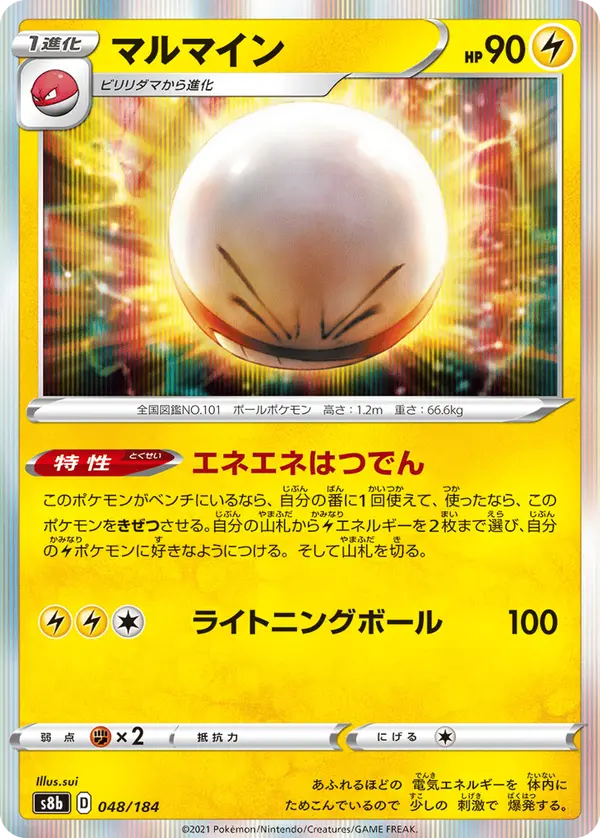 1進化
マルマイン
HP90
ビリリダマから進化
全国図鑑NO.101 ボールポケモン 高さ：1.2m 重さ：66.6kg
特性 とくせい エネエネはつでん
このポケモンがベンチにいるなら、自分の番に1回使えて、使ったなら、この
ポケモンをきぜつさせる。自分の山札からエネルギーを2枚まで選び、自分
のポケモンに好きなようにつける。そして山札を切る。
ライトニングボール 100
弱点 ×2 抵抗力 にげる
Illus.sui
s8b D 048/184
あふれるほどの 電気エネルギーを 体内に
ためこんでいるので 少しの 刺激で 爆発する。
©2021 Pokémon/Nintendo/Creatures/GAME FREAK.